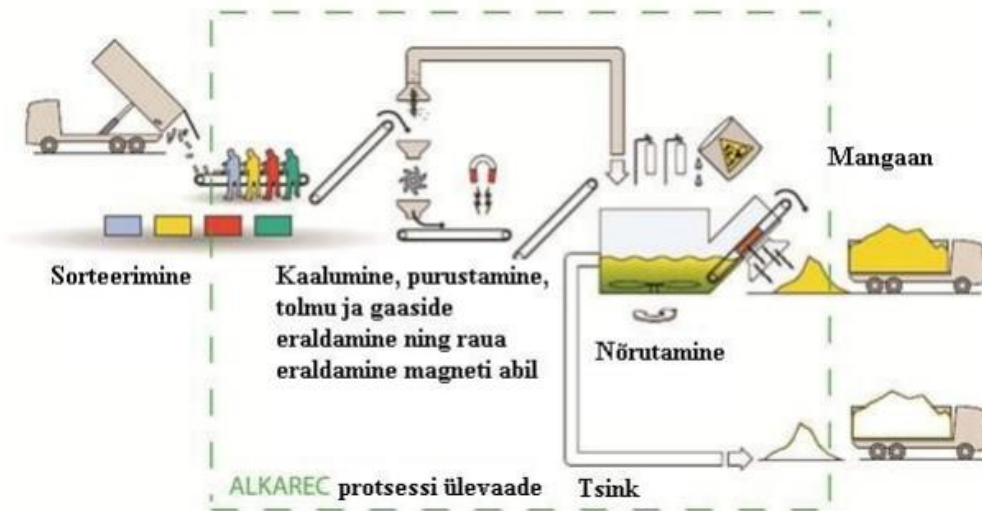 Mangaan
Sorteerimine
Kaalumine, purustamine,
tolmu ja gaaside
eraldamine ning raua
eraldamine magneti abil
Nõrutamine
ALKAREC protsessi ülevaade
Tsink